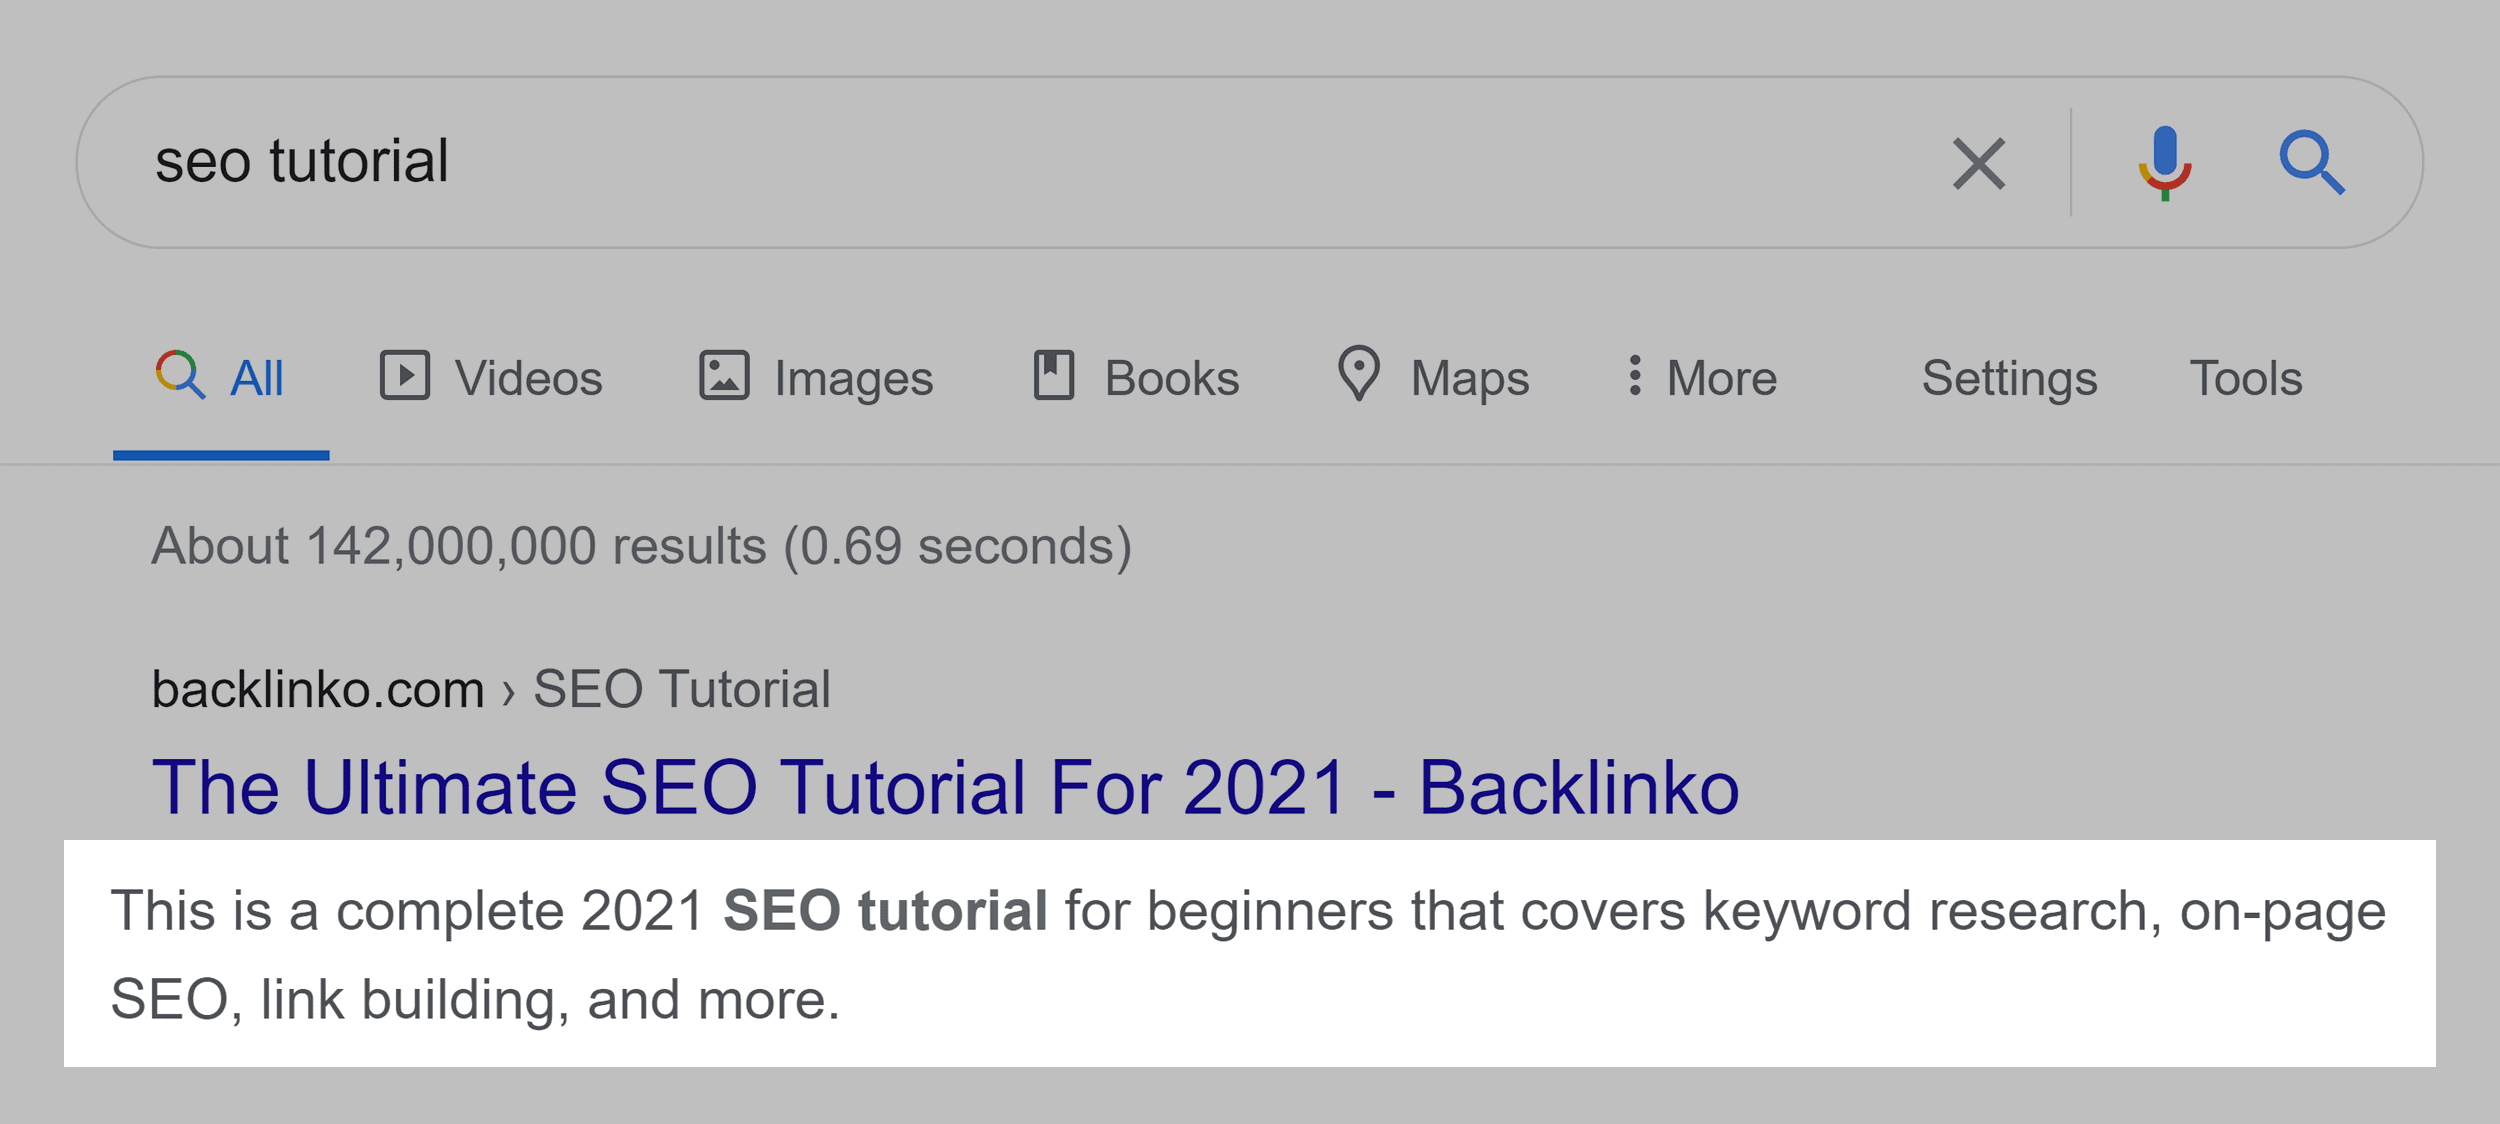 seo tutorial
All Videos Images Books Maps More Settings Tools
About 142,000,000 results (0.69 seconds)
backlinko.com › SEO Tutorial
The Ultimate SEO Tutorial For 2021 - Backlinko
This is a complete 2021 SEO tutorial for beginners that covers keyword research, on-page
SEO, link building, and more.